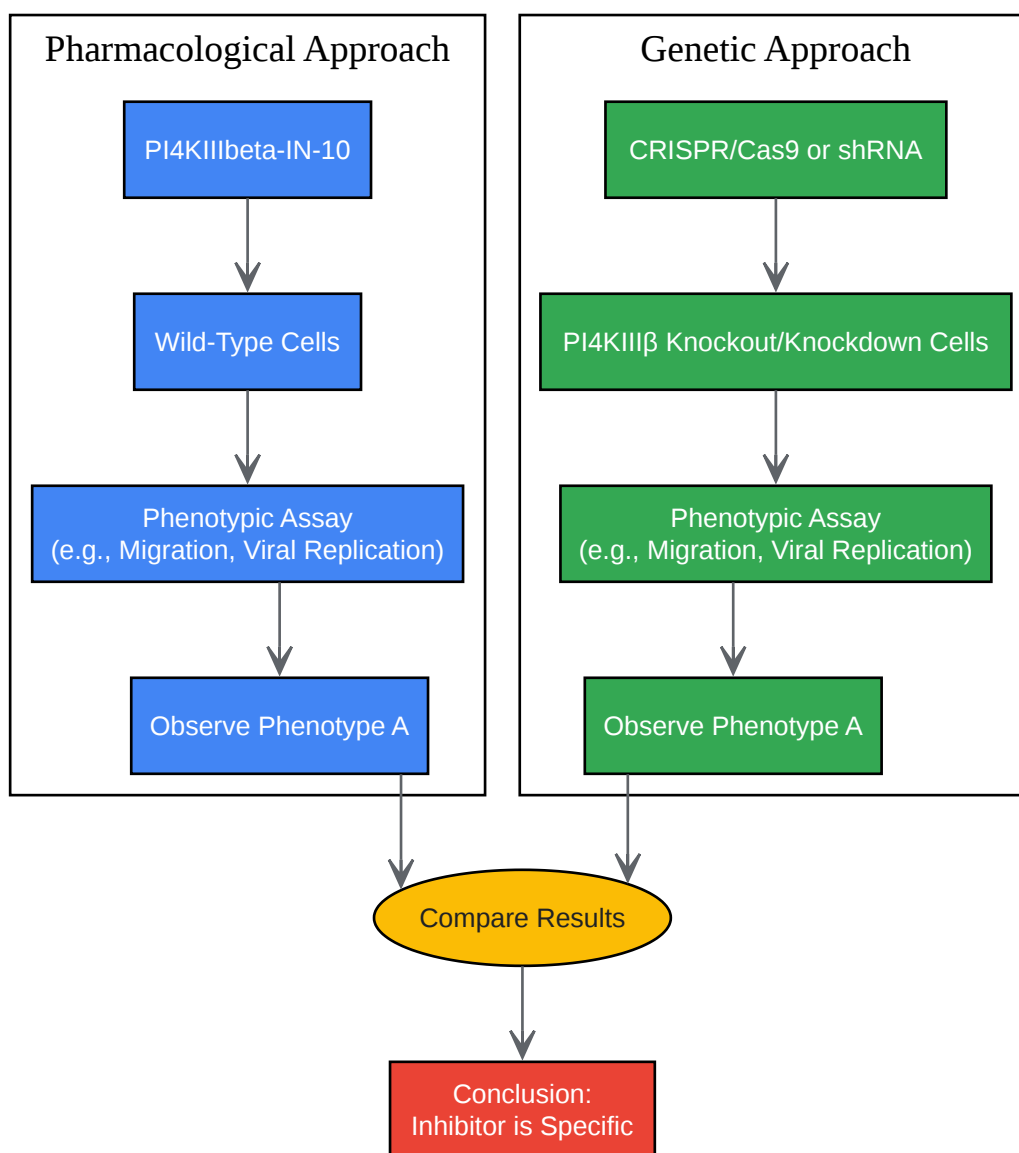 Pharmacological Approach
PI4KIIIbeta-IN-10
Wild-Type Cells
Phenotypic Assay
(e.g., Migration, Viral Replication)
Observe Phenotype A
Genetic Approach
CRISPR/Cas9 or shRNA
PI4KIIIβ Knockout/Knockdown Cells
Phenotypic Assay
(e.g., Migration, Viral Replication)
Observe Phenotype A
Compare Results
Conclusion:
Inhibitor is Specific